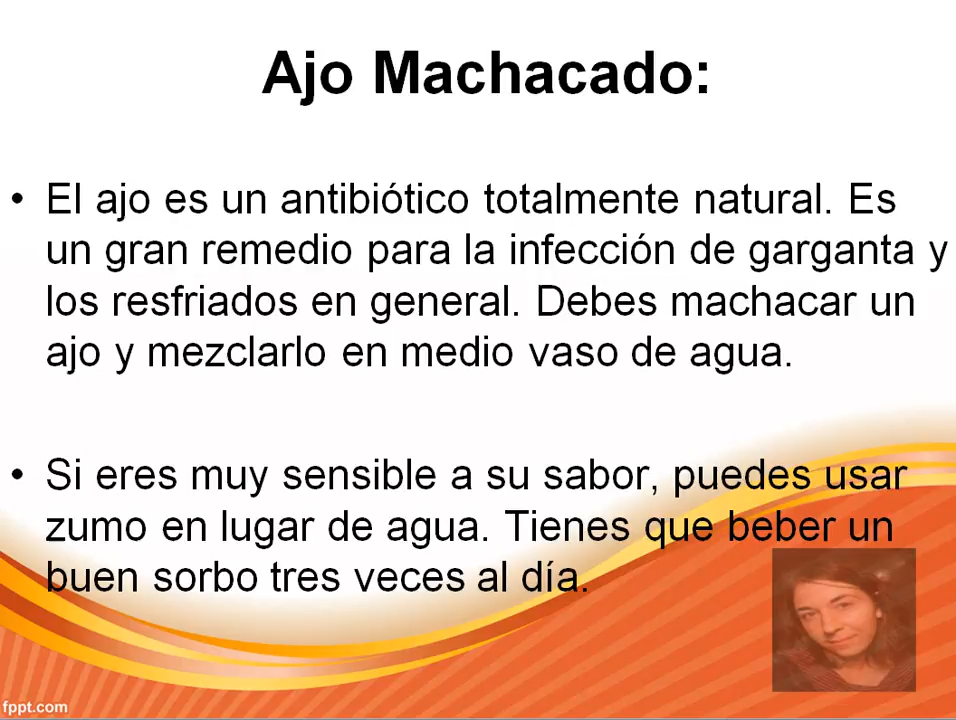 Ajo Machacado:
• El ajo es un antibiótico totalmente natural. Es
un gran remedio para la infección de garganta y
los resfriados en general. Debes machacar un
ajo y mezclarlo en medio vaso de agua.
• Si eres muy sensible a su sabor, puedes usar
zumo en lugar de agua. Tienes que beber un
buen sorbo tres veces al día.
fppt.com